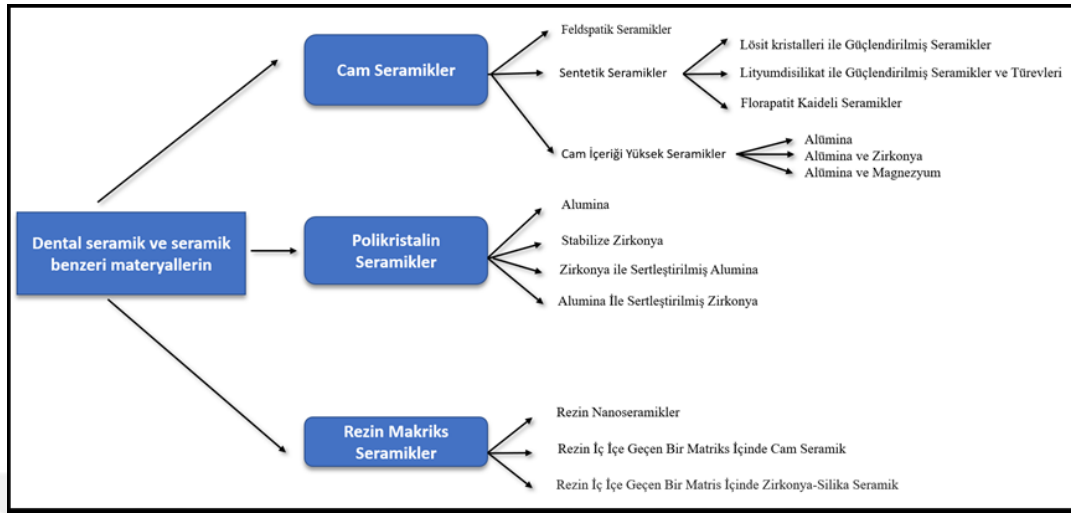 Cam Seramikler
Feldspatik Seramikler
Sentetik Seramikler
Lösit kristalleri ile Güçlendirilmiş Seramikler
Lityumdisilikat ile Güçlendirilmiş Seramikler ve Türevleri
Florapatit Kaideli Seramikler
Cam İçeriği Yüksek Seramikler
Alümina
Alümina ve Zirkonya
Alümina ve Magnezyum
Dental seramik ve seramik
benzeri materyallerin
Polikristalin
Seramikler
Alumina
Stabilize Zirkonya
Zirkonya ile Sertleştirilmiş Alumina
Alumina İle Sertleştirilmiş Zirkonya
Rezin Makriks
Seramikler
Rezin Nanoseramikler
Rezin İç İçe Geçen Bir Matriks İçinde Cam Seramik
Rezin İç İçe Geçen Bir Matris İçinde Zirkonya-Silika Seramik